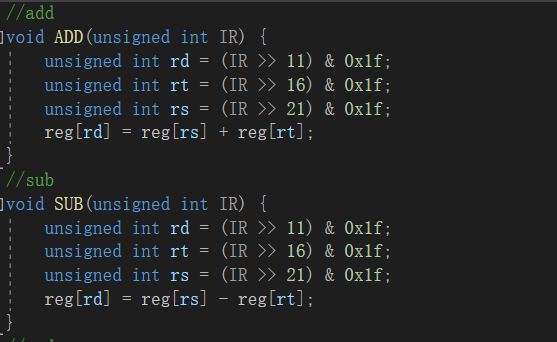 //add
void ADD(unsigned int IR) {
unsigned int rd = (IR >> 11) & 0x1f;
unsigned int rt = (IR >> 16) & 0x1f;
unsigned int rs = (IR >> 21) & 0x1f;
reg[rd] = reg[rs] + reg[rt];
}
//sub
void SUB(unsigned int IR) {
unsigned int rd = (IR >> 11) & 0x1f;
unsigned int rt = (IR >> 16) & 0x1f;
unsigned int rs = (IR >> 21) & 0x1f;
reg[rd] = reg[rs] - reg[rt];
}